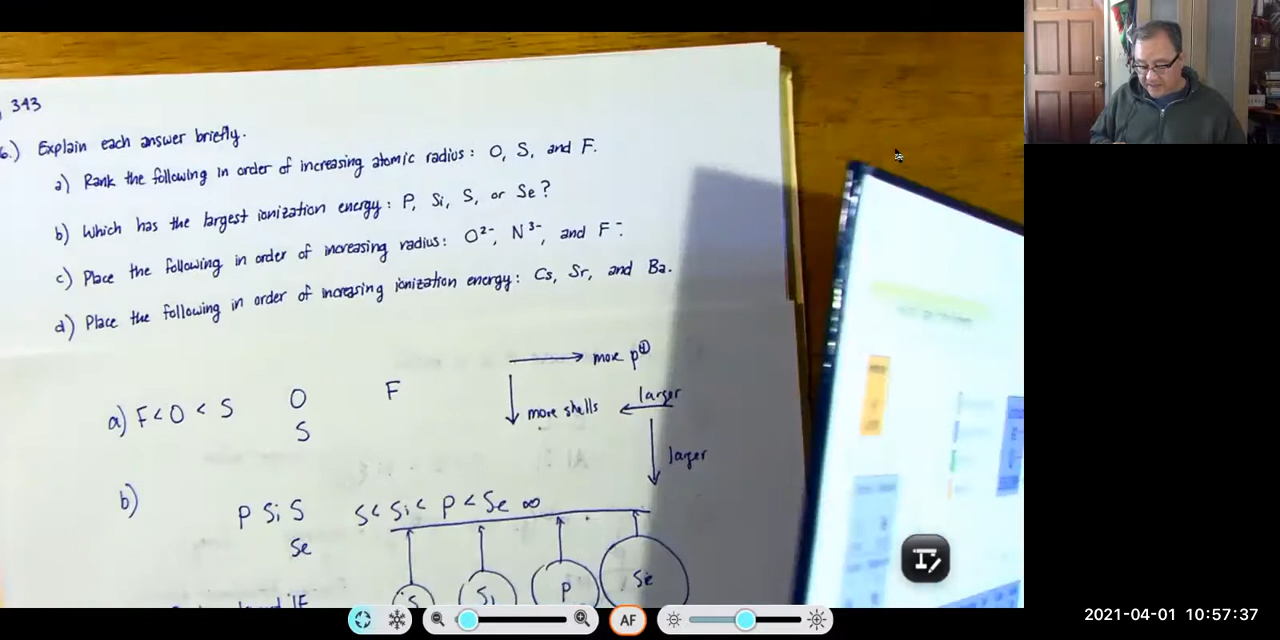 343
6.) Explain each answer briefly.
a) Rank the following in order of increasing atomic radius: O, S, and F.
b) Which has the largest ionization energy: P, Si, S, or Se?
c) Place the following in order of increasing radius: O²⁻, N³⁻, and F⁻.
d) Place the following in order of increasing ionization energy: Cs, Sr, and Ba.
→ more p⊕
a) F < O < S O F
↓ more shells ← larger
S
↓ larger
b) P Si S S < Si < P < Se ∞
Se
S Si P Se
IE
AF
2021-04-01 10:57:37